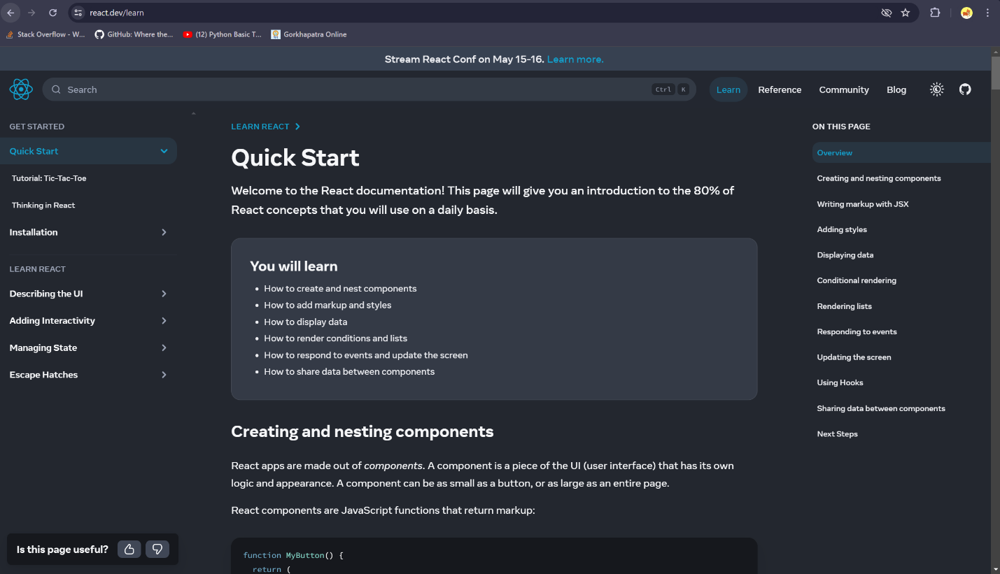 react.dev/learn
Stack Overflow - W...
GitHub: Where the...
(12) Python Basic T...
Gorkhapatra Online
Stream React Conf on May 15-16. Learn more.
Search
Ctrl K
Learn
Reference
Community
Blog
GET STARTED
Quick Start
Tutorial: Tic-Tac-Toe
Thinking in React
Installation
LEARN REACT
Describing the UI
Adding Interactivity
Managing State
Escape Hatches
Is this page useful?
LEARN REACT
Quick Start
Welcome to the React documentation! This page will give you an introduction to the 80% of
React concepts that you will use on a daily basis.
You will learn
• How to create and nest components
• How to add markup and styles
• How to display data
• How to render conditions and lists
• How to respond to events and update the screen
• How to share data between components
Creating and nesting components
React apps are made out of components. A component is a piece of the UI (user interface) that has its own
logic and appearance. A component can be as small as a button, or as large as an entire page.
React components are JavaScript functions that return markup:
function MyButton() {
return (
ON THIS PAGE
Overview
Creating and nesting components
Writing markup with JSX
Adding styles
Displaying data
Conditional rendering
Rendering lists
Responding to events
Updating the screen
Using Hooks
Sharing data between components
Next Steps